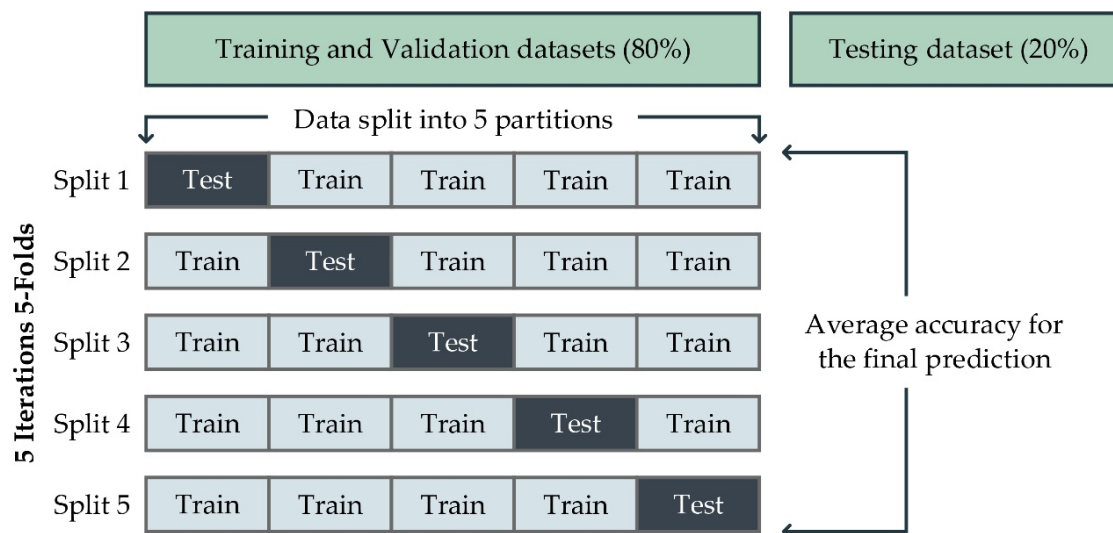 Training and Validation datasets (80%)
Testing dataset (20%)
Data split into 5 partitions
5 Iterations 5-Folds
Split 1 Test Train Train Train Train
Split 2 Train Test Train Train Train
Split 3 Train Train Test Train Train
Split 4 Train Train Train Test Train
Split 5 Train Train Train Train Test
Average accuracy for
the final prediction